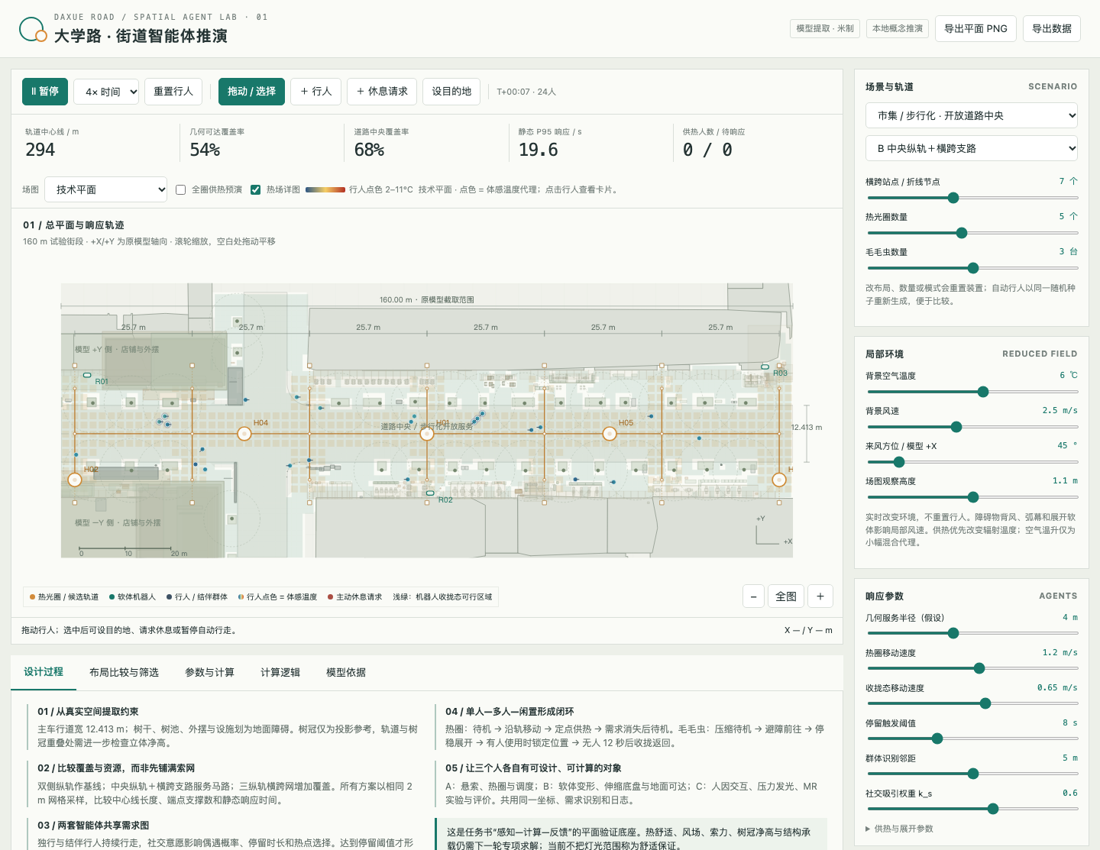 DAXUE ROAD / SPATIAL AGENT LAB · 01
大学路 · 街道智能体推演
模型提取 · 米制
本地概念推演
导出平面 PNG
导出数据
Ⅱ 暂停
4× 时间
重置行人
拖动 / 选择
＋ 行人
＋ 休息请求
设目的地
T+00:07 · 24人
轨道中心线 / m
294
几何可达覆盖率
54%
道路中央覆盖率
68%
静态 P95 响应 / s
19.6
供热人数 / 待响应
0 / 0
场图
技术平面
全圈供热预演
热场详图
行人点色 2–11°C
技术平面 · 点色 = 体感温度代理；点击行人查看卡片。
01 / 总平面与响应轨迹
160 m 试验街段 · +X/+Y 为原模型轴向 · 滚轮缩放，空白处拖动平移
160.00 m · 原模型截取范围
25.7 m
25.7 m
25.7 m
25.7 m
25.7 m
25.7 m
模型 +Y 侧 · 店铺与外摆
R01
R03
H04
H01
道路中央 / 步行化开放服务
H05
12.413 m
H02
H
R02
模型 −Y 侧 · 店铺与外摆
+Y
+X
0
10
20 m
热光圈 / 候选轨道
软体机器人
行人 / 结伴群体
行人点色 = 体感温度
主动休息请求
浅绿：机器人收拢态可行区域
−
全图
+
拖动行人；选中后可设目的地、请求休息或暂停自动行走。
X — / Y — m
设计过程
布局比较与筛选
参数与计算
计算逻辑
模型依据
01 / 从真实空间提取约束
主车行道宽 12.413 m；树干、树池、外摆与设施划为地面障碍。树冠仅为投影参考，轨道与树
冠重叠处需进一步检查立体净高。
02 / 比较覆盖与资源，而非先铺满索网
双侧纵轨作基线；中央纵轨＋横跨支路服务马路；三纵轨横跨网增加覆盖。所有方案以相同 2
m 网格采样，比较中心线长度、端点支撑数和静态响应时间。
03 / 两套智能体共享需求图
独行与结伴行人持续行走，社交意愿影响偶遇概率、停留时长和热点选择。达到停留阈值才形
04 / 单人—多人—闲置形成闭环
热圈：待机 → 沿轨移动 → 定点供热 → 需求消失后待机。毛毛虫：压缩待机 → 避障前往 → 停
稳展开 → 有人使用时锁定位置 → 无人 12 秒后收拢返回。
05 / 让三个人各自有可设计、可计算的对象
A：悬索、热圈与调度；B：软体变形、伸缩底盘与地面可达；C：人因交互、压力发光、MR
实验与评价。共用同一坐标、需求识别和日志。
这是任务书“感知—计算—反馈”的平面验证底座。热舒适、风场、索力、树冠净高与结构承
载仍需下一轮专项求解；当前不把灯光范围称为舒适保证。
场景与轨道
SCENARIO
市集 / 步行化 · 开放道路中央
B 中央纵轨＋横跨支路
横跨站点 / 折线节点
7 个
热光圈数量
5 个
毛毛虫数量
3 台
改布局、数量或模式会重置装置；自动行人以同一随机种
子重新生成，便于比较。
局部环境
REDUCED FIELD
背景空气温度
6 ℃
背景风速
2.5 m/s
来风方位 / 模型 +X
45 °
场图观察高度
1.1 m
实时改变环境，不重置行人。障碍物背风、弧幕和展开软
体影响局部风速。供热优先改变辐射温度；空气温升仅为
小幅混合代理。
响应参数
AGENTS
几何服务半径（假设）
4 m
热圈移动速度
1.2 m/s
收拢态移动速度
0.65 m/s
停留触发阈值
8 s
群体识别邻距
5 m
社交吸引权重 k_s
0.6
供热与展开参数